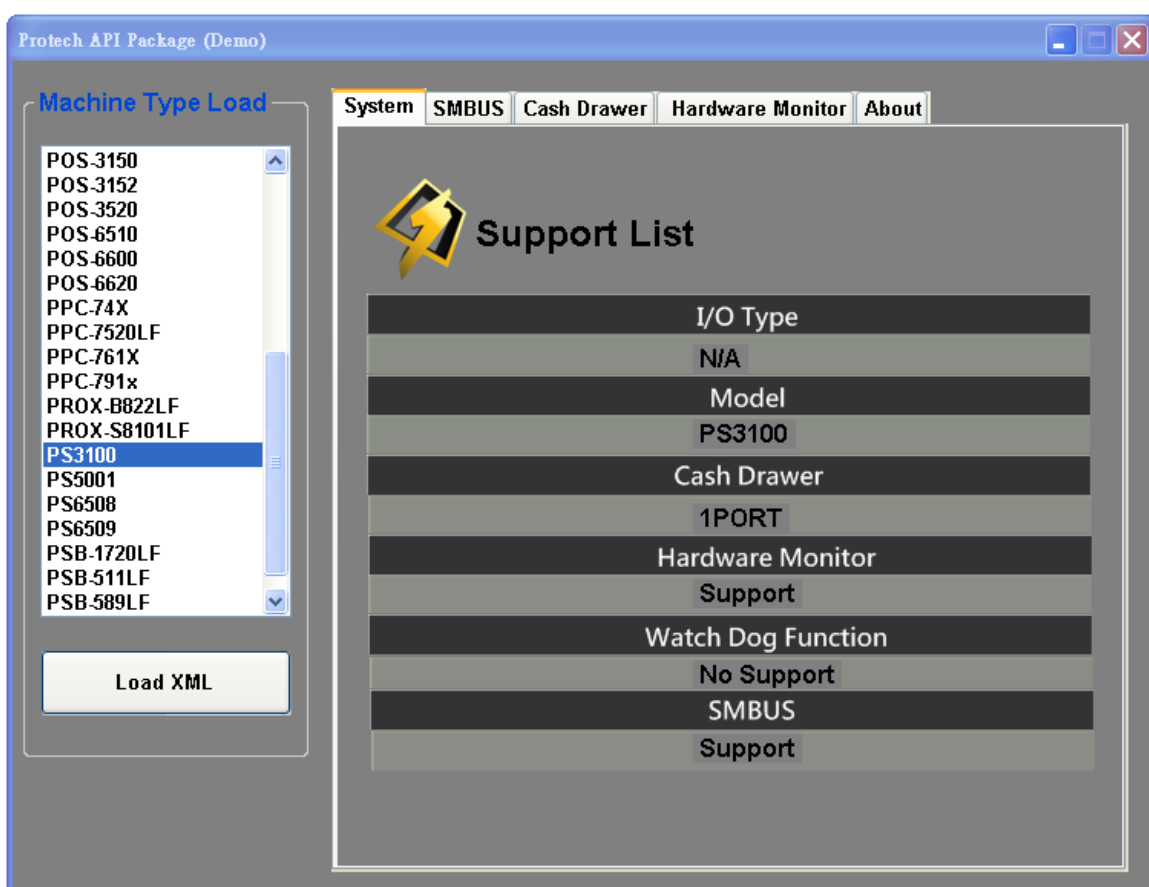 Protech API Package (Demo)
Machine Type Load
POS-3150
POS-3152
POS-3520
POS-6510
POS-6600
POS-6620
PPC-74X
PPC-7520LF
PPC-761X
PPC-791x
PROX-B822LF
PROX-S8101LF
PS3100
PS5001
PS6508
PS6509
PSB-1720LF
PSB-511LF
PSB-589LF
Load XML
System SMBUS Cash Drawer Hardware Monitor About
Support List
I/O Type
N/A
Model
PS3100
Cash Drawer
1PORT
Hardware Monitor
Support
Watch Dog Function
No Support
SMBUS
Support